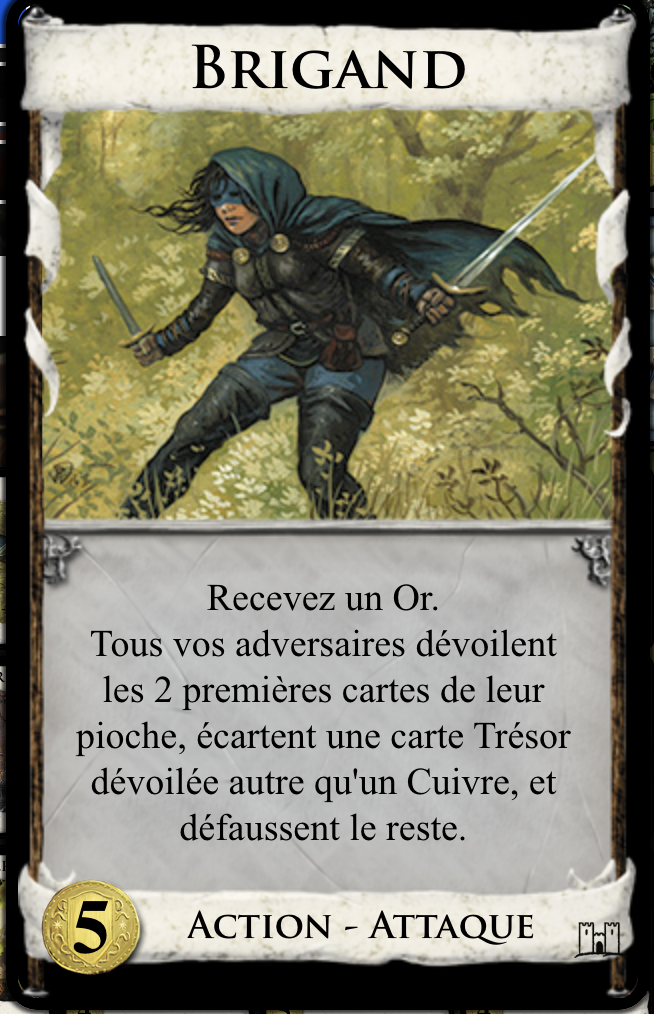 Brigand
Recevez un Or.
Tous vos adversaires dévoilent
les 2 premières cartes de leur
pioche, écartent une carte Trésor
dévoilée autre qu'un Cuivre, et
défaussent le reste.
5
Action - Attaque